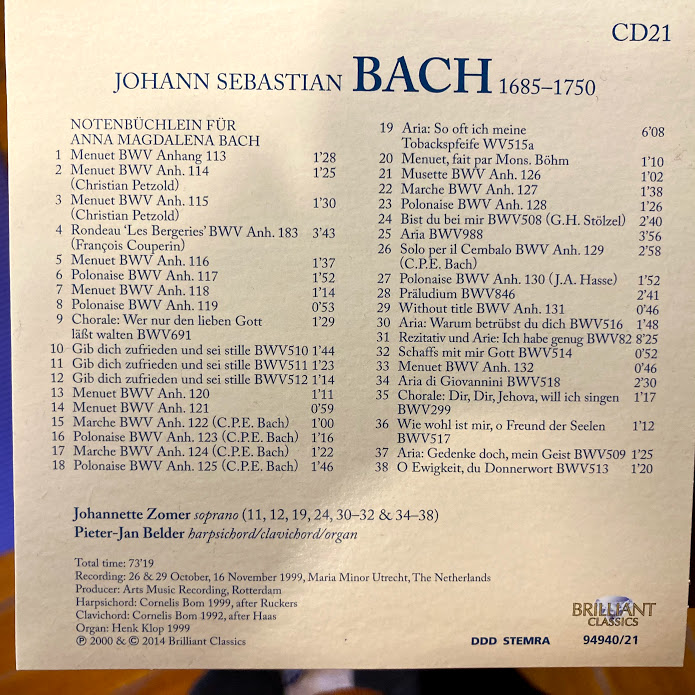 CD21
JOHANN SEBASTIAN BACH 1685–1750
NOTENBÜCHLEIN FÜR
ANNA MAGDALENA BACH
1 Menuet BWV Anhang 113 1'28
2 Menuet BWV Anh. 114 1'25
(Christian Petzold)
3 Menuet BWV Anh. 115 1'30
(Christian Petzold)
4 Rondeau ‘Les Bergeries’ BWV Anh. 183 3'43
(François Couperin)
5 Menuet BWV Anh. 116 1'37
6 Polonaise BWV Anh. 117 1'52
7 Menuet BWV Anh. 118 1'14
8 Polonaise BWV Anh. 119 0'53
9 Chorale: Wer nur den lieben Gott 1'29
läßt walten BWV691
10 Gib dich zufrieden und sei stille BWV510 1'44
11 Gib dich zufrieden und sei stille BWV511 1'23
12 Gib dich zufrieden und sei stille BWV512 1'14
13 Menuet BWV Anh. 120 1'11
14 Menuet BWV Anh. 121 0'59
15 Marche BWV Anh. 122 (C.P.E. Bach) 1'00
16 Polonaise BWV Anh. 123 (C.P.E. Bach) 1'16
17 Marche BWV Anh. 124 (C.P.E. Bach) 1'22
18 Polonaise BWV Anh. 125 (C.P.E. Bach) 1'46
19 Aria: So oft ich meine 6'08
Tobackspfeife WV515a
20 Menuet, fait par Mons. Böhm 1'10
21 Musette BWV Anh. 126 1'02
22 Marche BWV Anh. 127 1'38
23 Polonaise BWV Anh. 128 1'26
24 Bist du bei mir BWV508 (G.H. Stölzel) 2'40
25 Aria BWV988 3'56
26 Solo per il Cembalo BWV Anh. 129 2'58
(C.P.E. Bach)
27 Polonaise BWV Anh. 130 (J.A. Hasse) 1'52
28 Präludium BWV846 2'41
29 Without title BWV Anh. 131 0'46
30 Aria: Warum betrübst du dich BWV516 1'48
31 Rezitativ und Arie: Ich habe genug BWV82 8'25
32 Schaffs mit mir Gott BWV514 0'52
33 Menuet BWV Anh. 132 0'46
34 Aria di Giovannini BWV518 2'30
35 Chorale: Dir, Dir, Jehova, will ich singen 1'17
BWV299
36 Wie wohl ist mir, o Freund der Seelen 1'12
BWV517
37 Aria: Gedenke doch, mein Geist BWV509 1'25
38 O Ewigkeit, du Donnerwort BWV513 1'20
Johannette Zomer soprano (11, 12, 19, 24, 30–32 & 34–38)
Pieter-Jan Belder harpsichord/clavichord/organ
Total time: 73'19
Recording: 26 & 29 October, 16 November 1999, Maria Minor Utrecht, The Netherlands
Producer: Arts Music Recording, Rotterdam
Harpsichord: Cornelis Bom 1999, after Ruckers
Clavichord: Cornelis Bom 1992, after Haas
Organ: Henk Klop 1999
℗ 2000 & © 2014 Brilliant Classics
BRILLIANT
CLASSICS
DDD STEMRA 94940/21